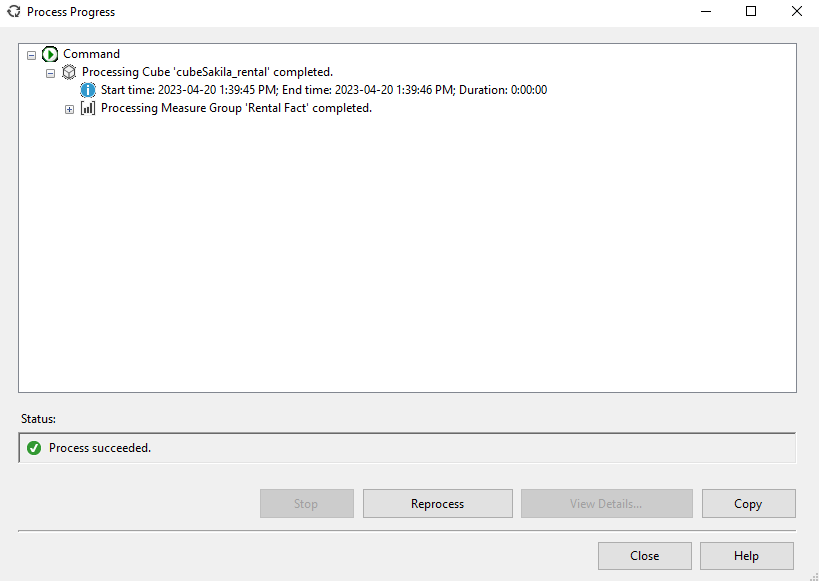 Process Progress
Command
Processing Cube 'cubeSakila_rental' completed.
Start time: 2023-04-20 1:39:45 PM; End time: 2023-04-20 1:39:46 PM; Duration: 0:00:00
Processing Measure Group 'Rental Fact' completed.
Status:
Process succeeded.
Stop Reprocess View Details... Copy
Close Help